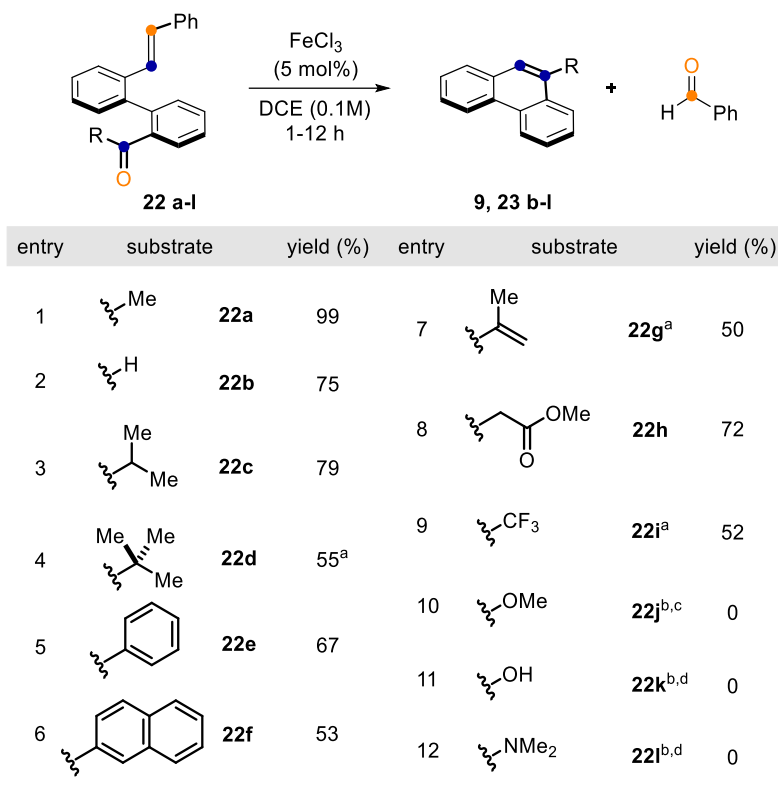 Ph
R
O
FeCl3
(5 mol%)
DCE (0.1M)
1-12 h
R
+
O
H
Ph
22 a-l
9, 23 b-l
entry substrate yield (%) entry substrate yield (%)
1 Me 22a 99
2 H 22b 75
3 Me Me 22c 79
4 Me Me Me 22d 55a
5 22e 67
6 22f 53
7 Me 22ga 50
8 OMe O 22h 72
9 CF3 22ia 52
10 OMe 22jb,c 0
11 OH 22kb,d 0
12 NMe2 22lb,d 0